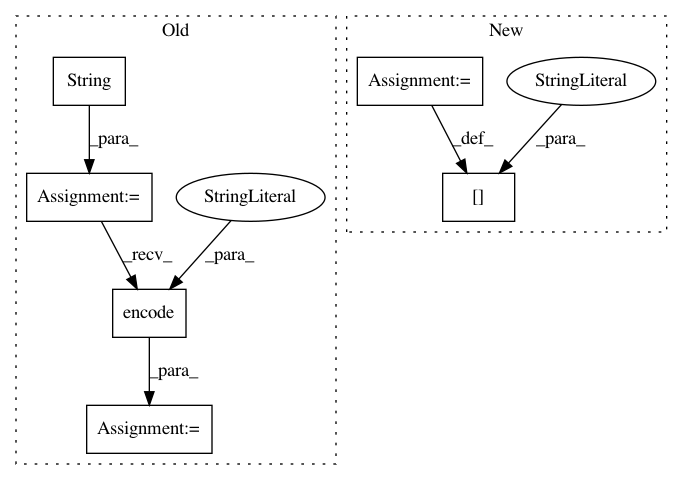 Old
New
String
Assignment:=
StringLiteral
_para_
_def_
_para_
Assignment:=
StringLiteral
[]
_recv_
_para_
encode
_para_
Assignment:=